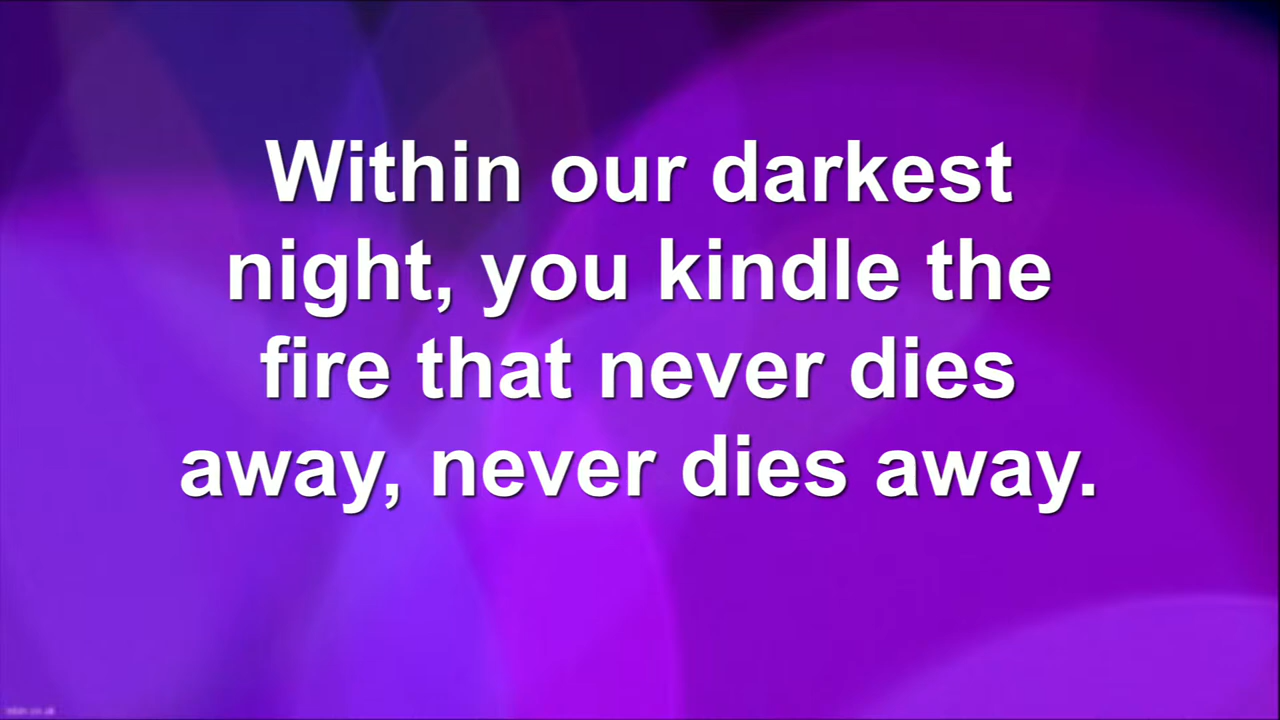 Within our darkest
night, you kindle the
fire that never dies
away, never dies away.